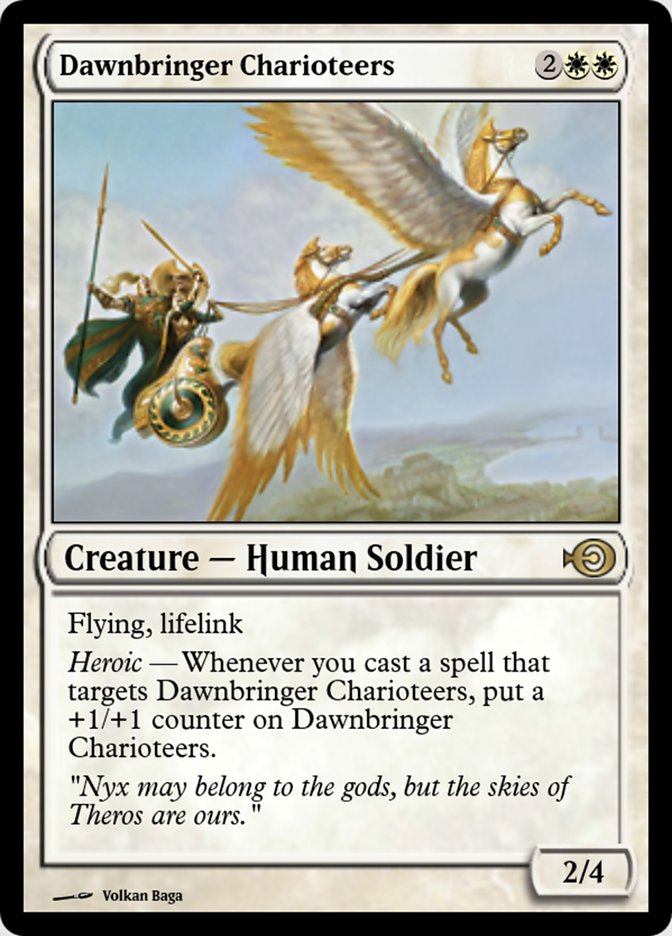 Dawnbringer Charioteers 2
Creature — Human Soldier
Flying, lifelink
Heroic — Whenever you cast a spell that
targets Dawnbringer Charioteers, put a
+1/+1 counter on Dawnbringer
Charioteers.
"Nyx may belong to the gods, but the skies of
Theros are ours."
2/4
Volkan Baga